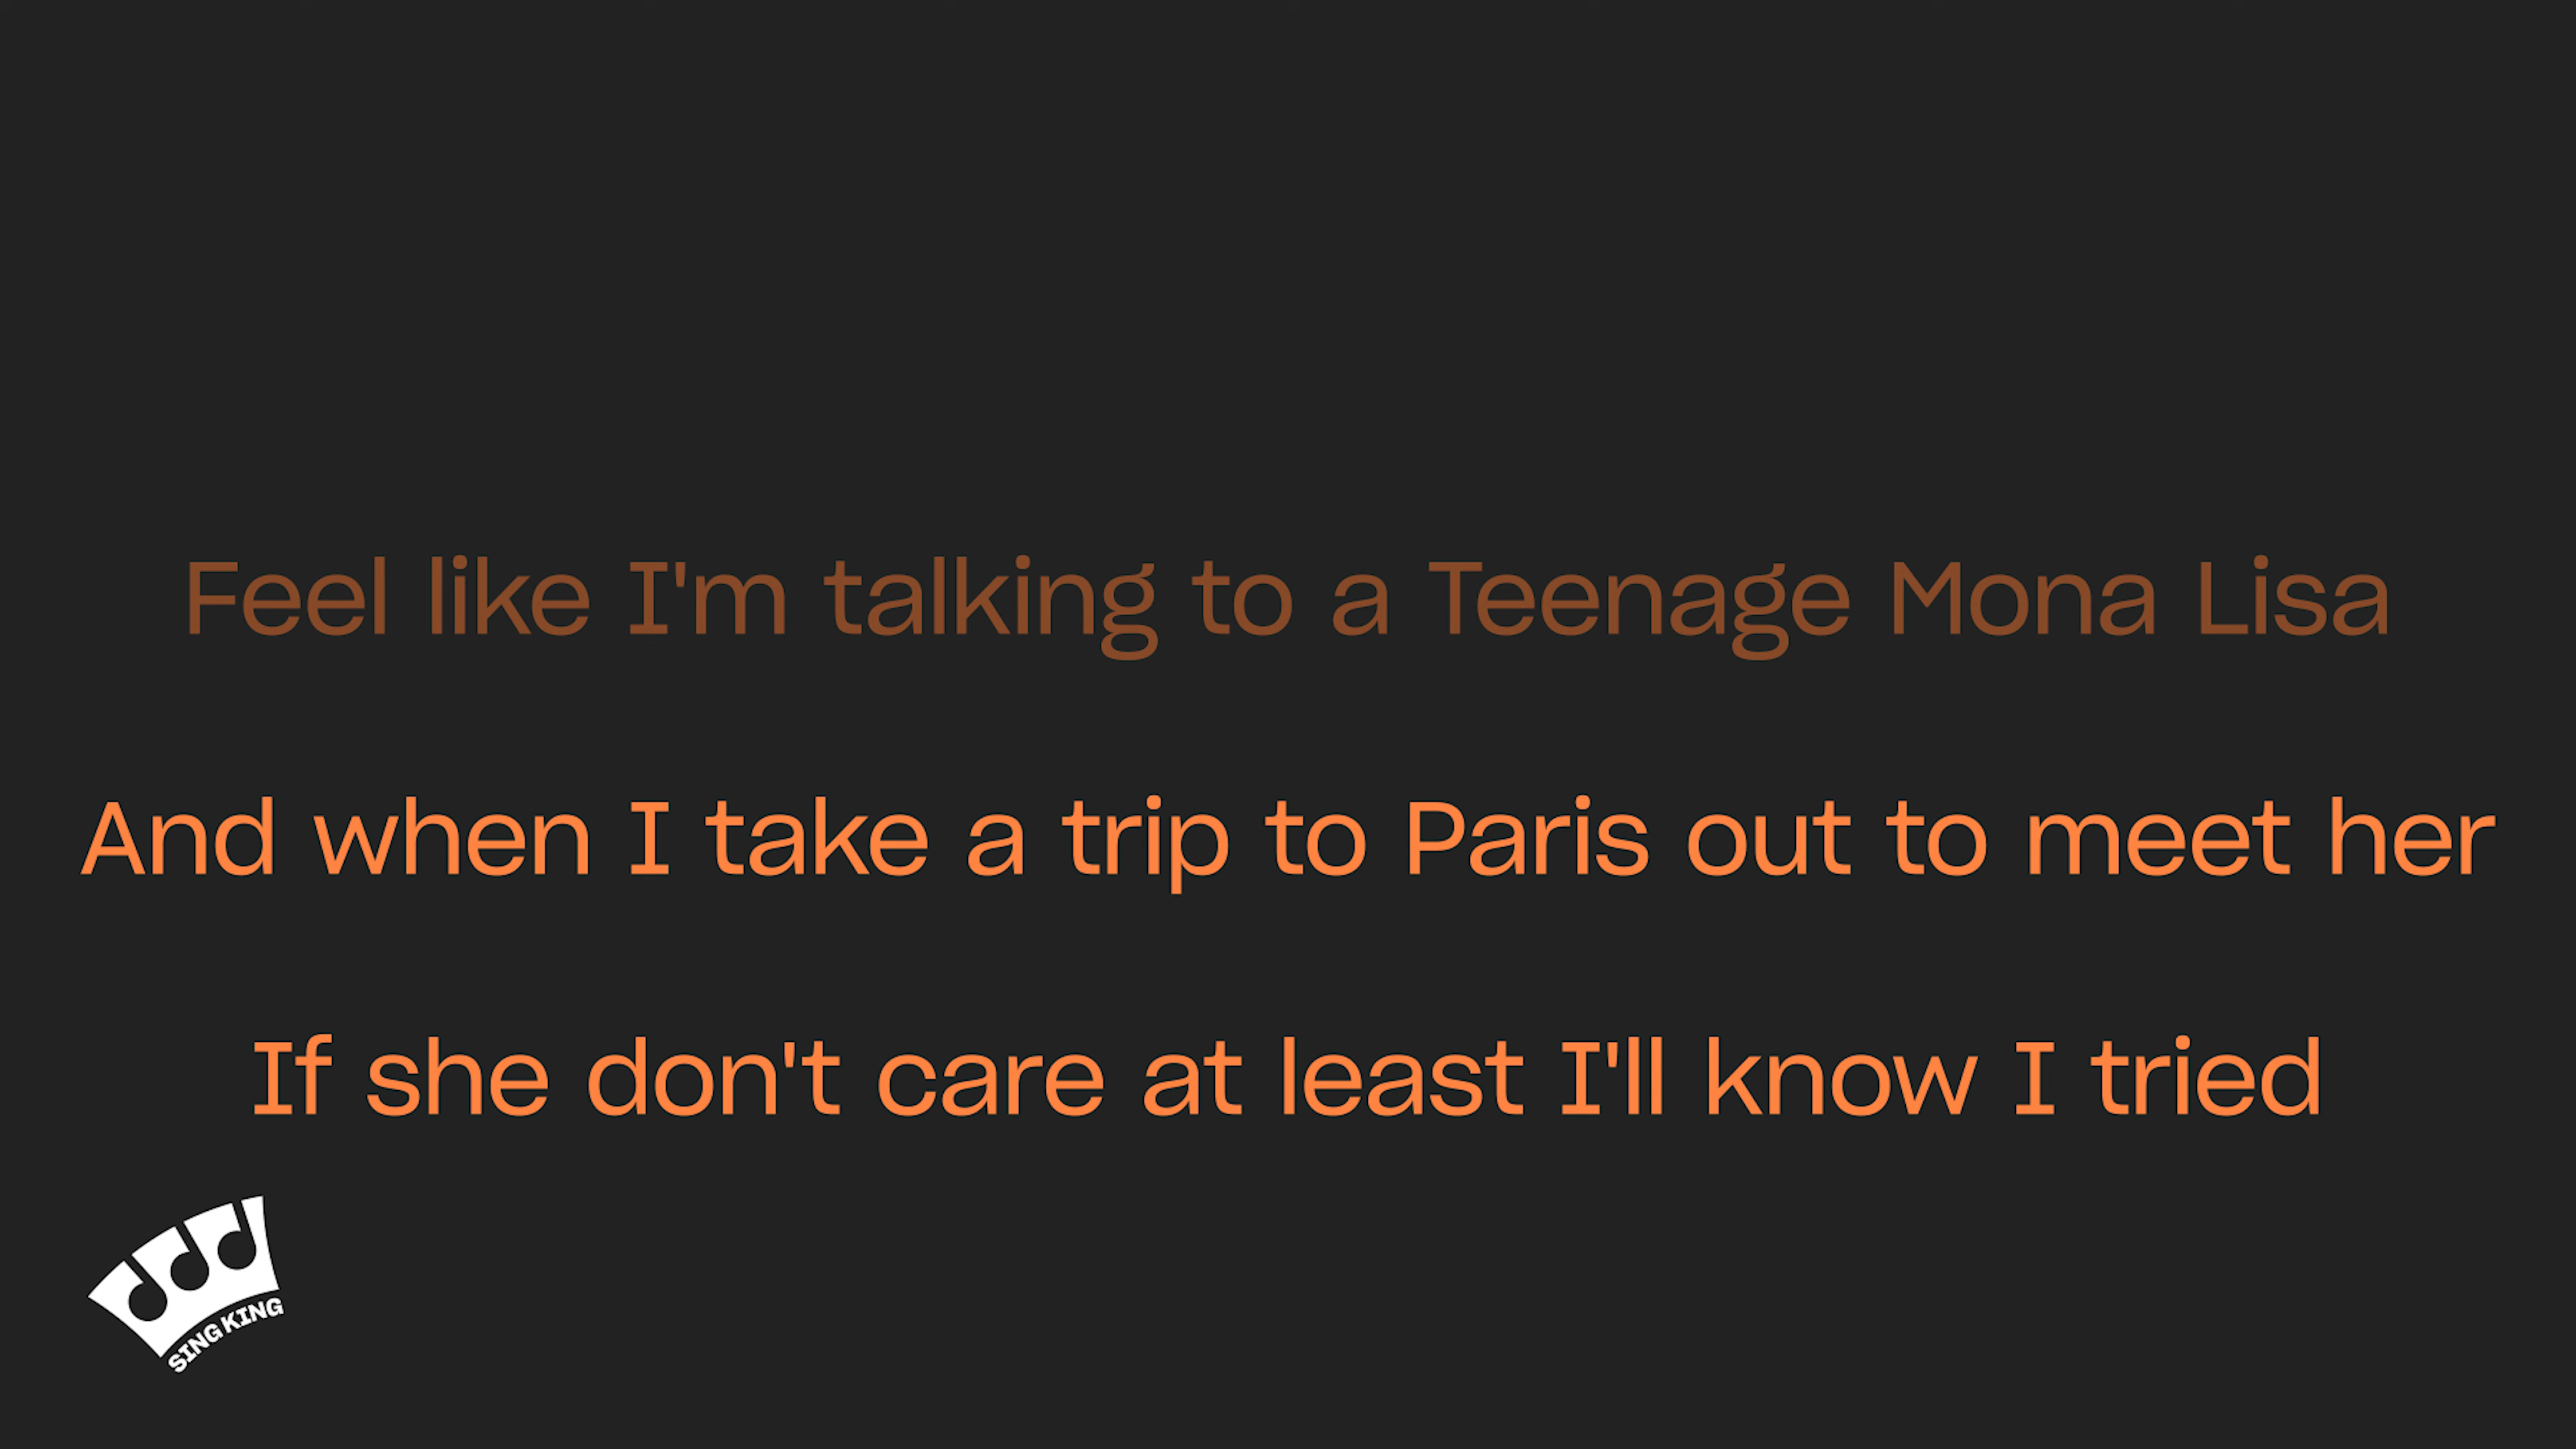 Feel like I'm talking to a Teenage Mona Lisa
And when I take a trip to Paris out to meet her
If she don't care at least I'll know I tried
SING KING